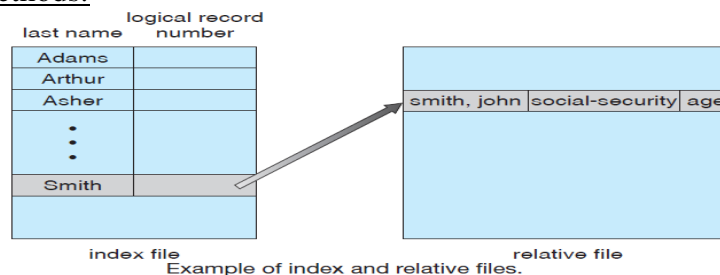 logical record
last name number
Adams
Arthur
Asher
Smith
smith, john social-security age
index file relative file
Example of index and relative files.